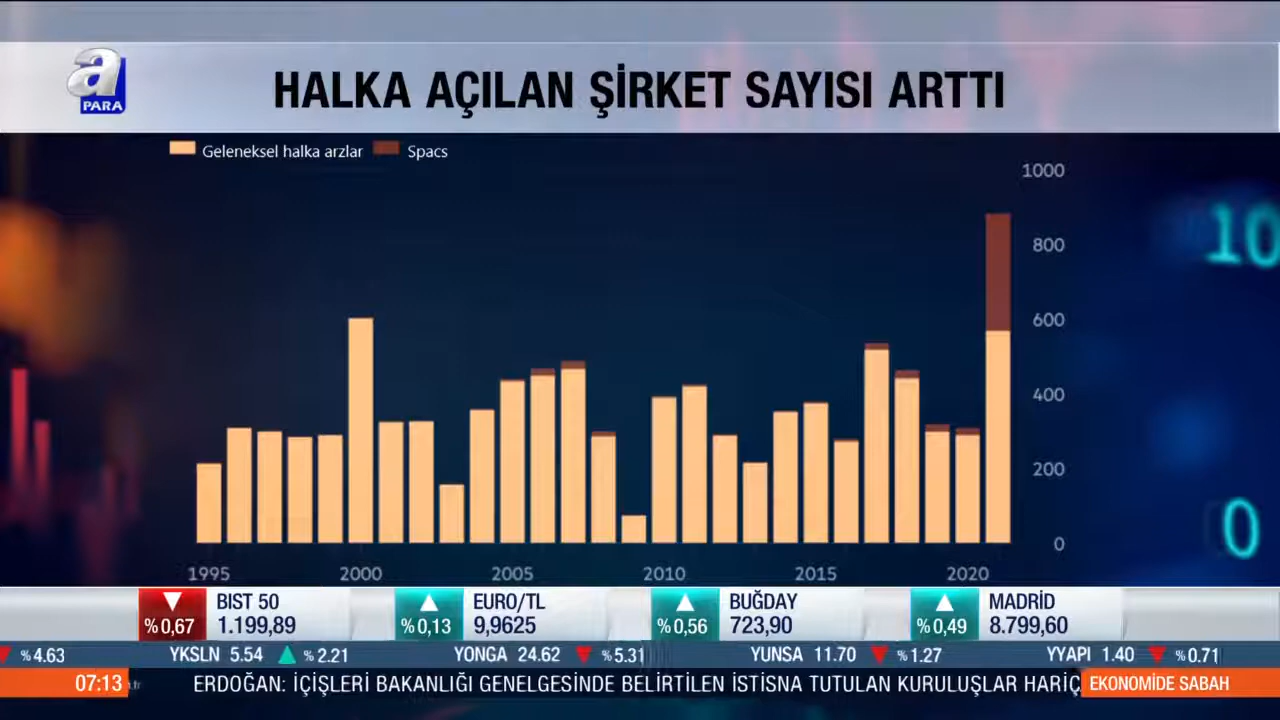 a
PARA
HALKA AÇILAN ŞİRKET SAYISI ARTTI
Geleneksel halka arzlar Spacs
1000
800
600
400
200
0
1995 2000 2005 2010 2015 2020
10
0
%0,67 BIST 50 1.199,89
%0,13 EURO/TL 9,9625
%0,56 BUĞDAY 723,90
%0,49 MADRİD 8.799,60
%4.63 YKSLN 5.54 %2.21 YONGA 24.62 %5.31 YUNSA 11.70 %1.27 YYAPI 1.40 %0.71
07:13 ERDOĞAN: İÇİŞLERİ BAKANLIĞI GENELGESİNDE BELİRTİLEN İSTİSNA TUTULAN KURULUŞLAR HARİÇ EKONOMİDE SABAH